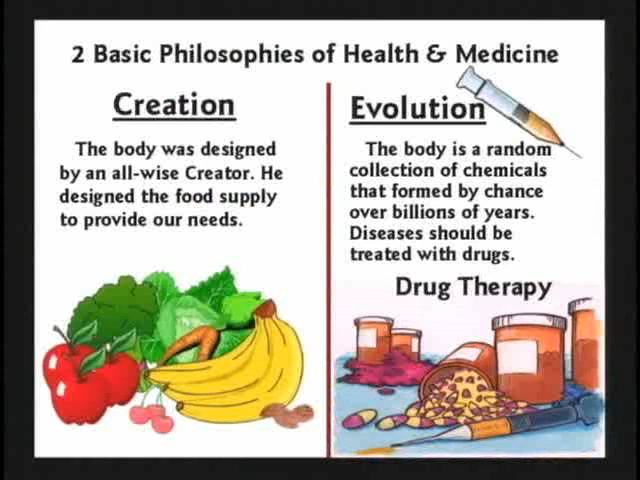 2 Basic Philosophies of Health & Medicine
Creation
The body was designed
by an all-wise Creator. He
designed the food supply
to provide our needs.
Evolution
The body is a random
collection of chemicals
that formed by chance
over billions of years.
Diseases should be
treated with drugs.
Drug Therapy